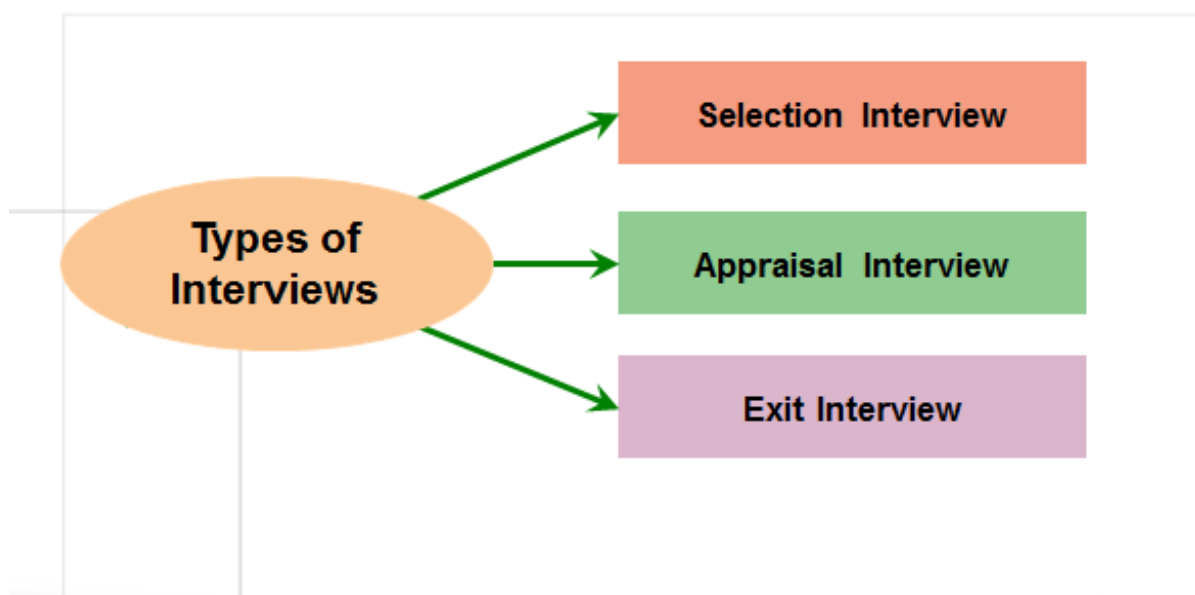 Types of
Interviews
Selection Interview
Appraisal Interview
Exit Interview